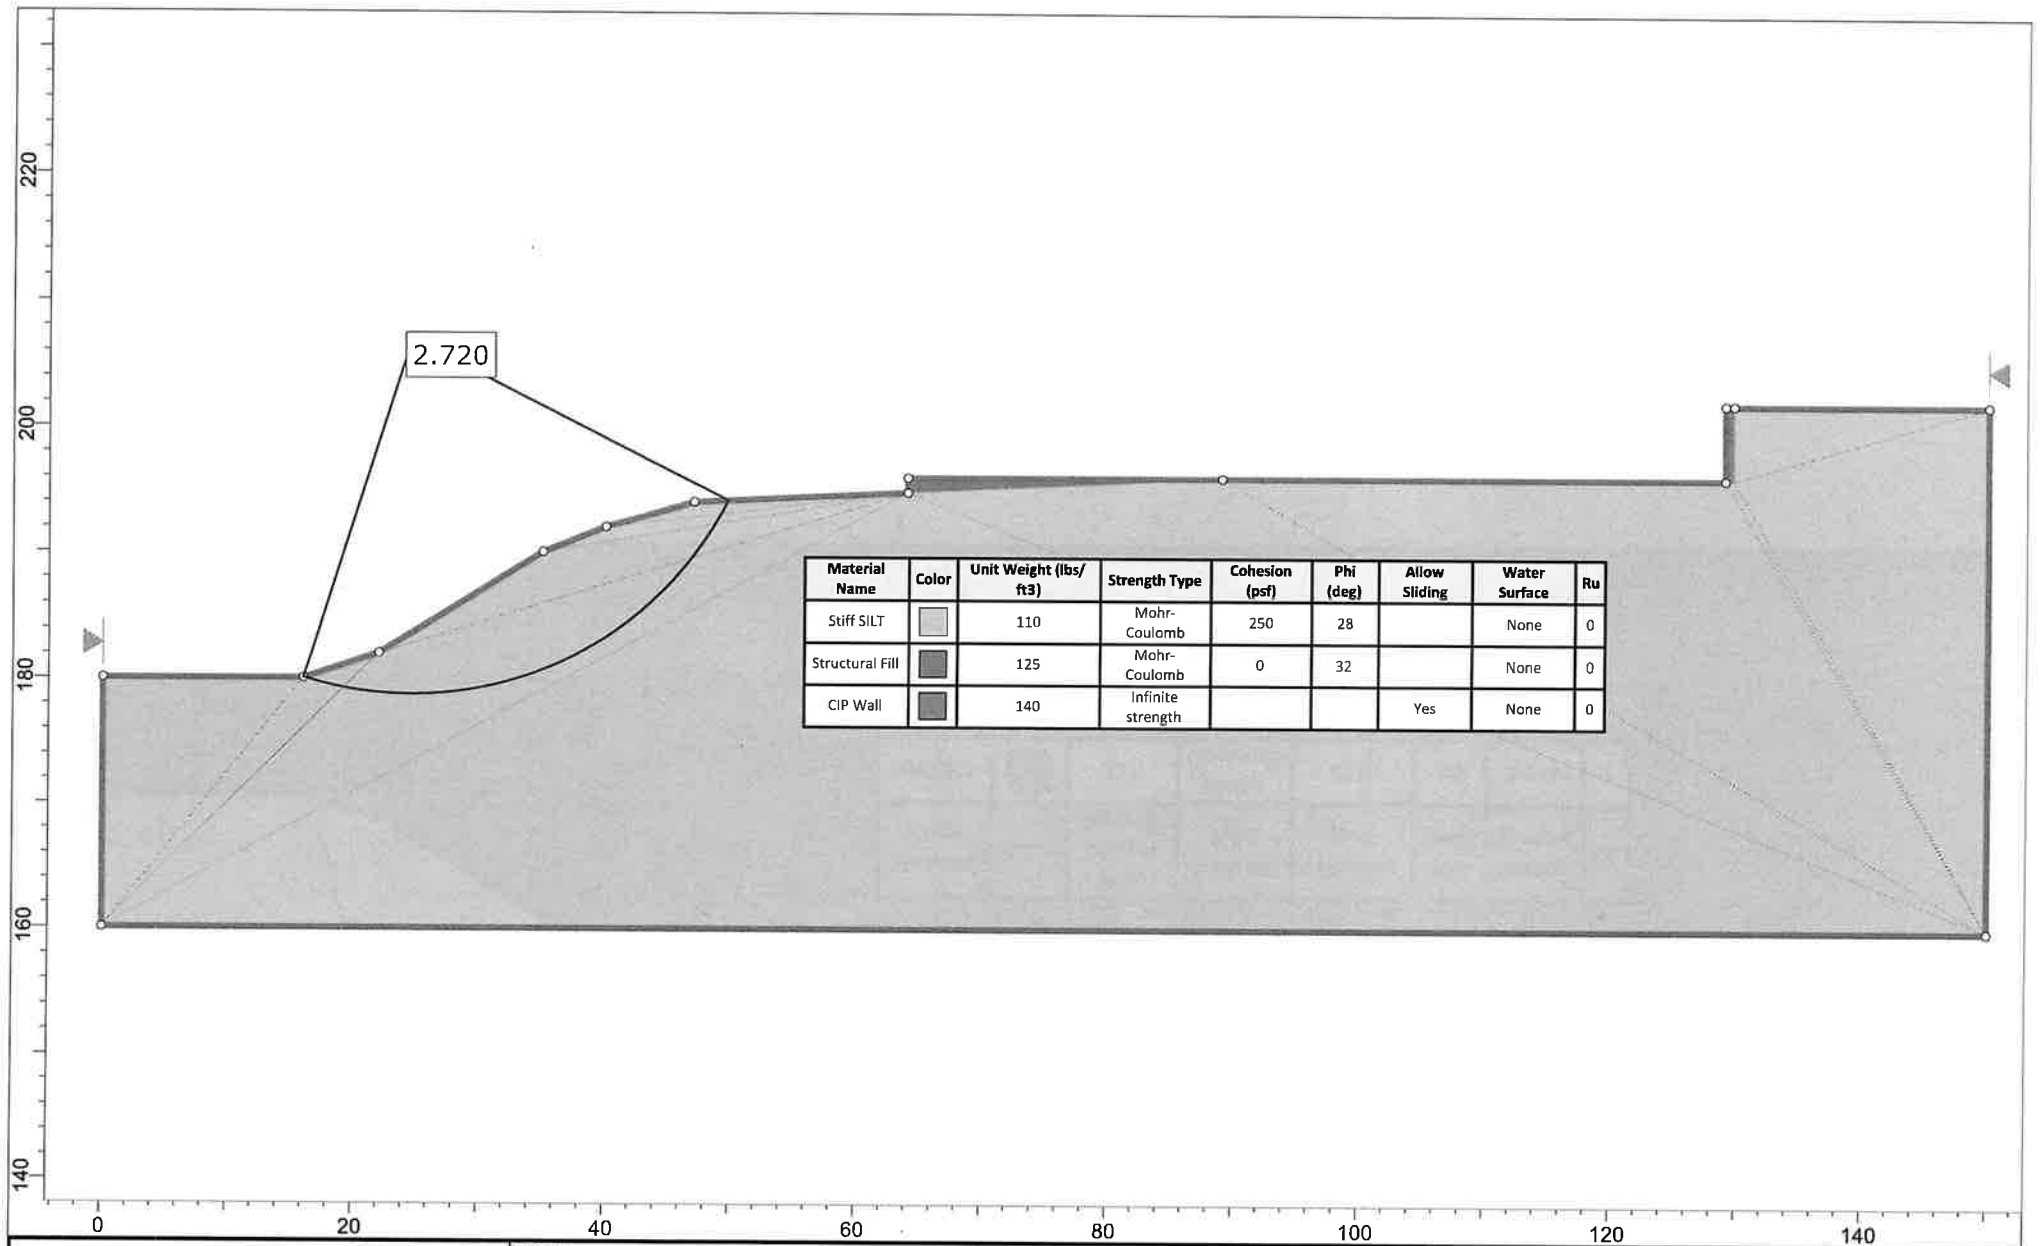 220
2.720
200
Material Name Color Unit Weight (lbs/ft3) Strength Type Cohesion (psf) Phi (deg) Allow Sliding Water Surface Ru
Stiff SILT 110 Mohr-Coulomb 250 28 None 0
Structural Fill 125 Mohr-Coulomb 0 32 None 0
CIP Wall 140 Infinite strength Yes None 0
180
160
140
0 20 40 60 80 100 120 140